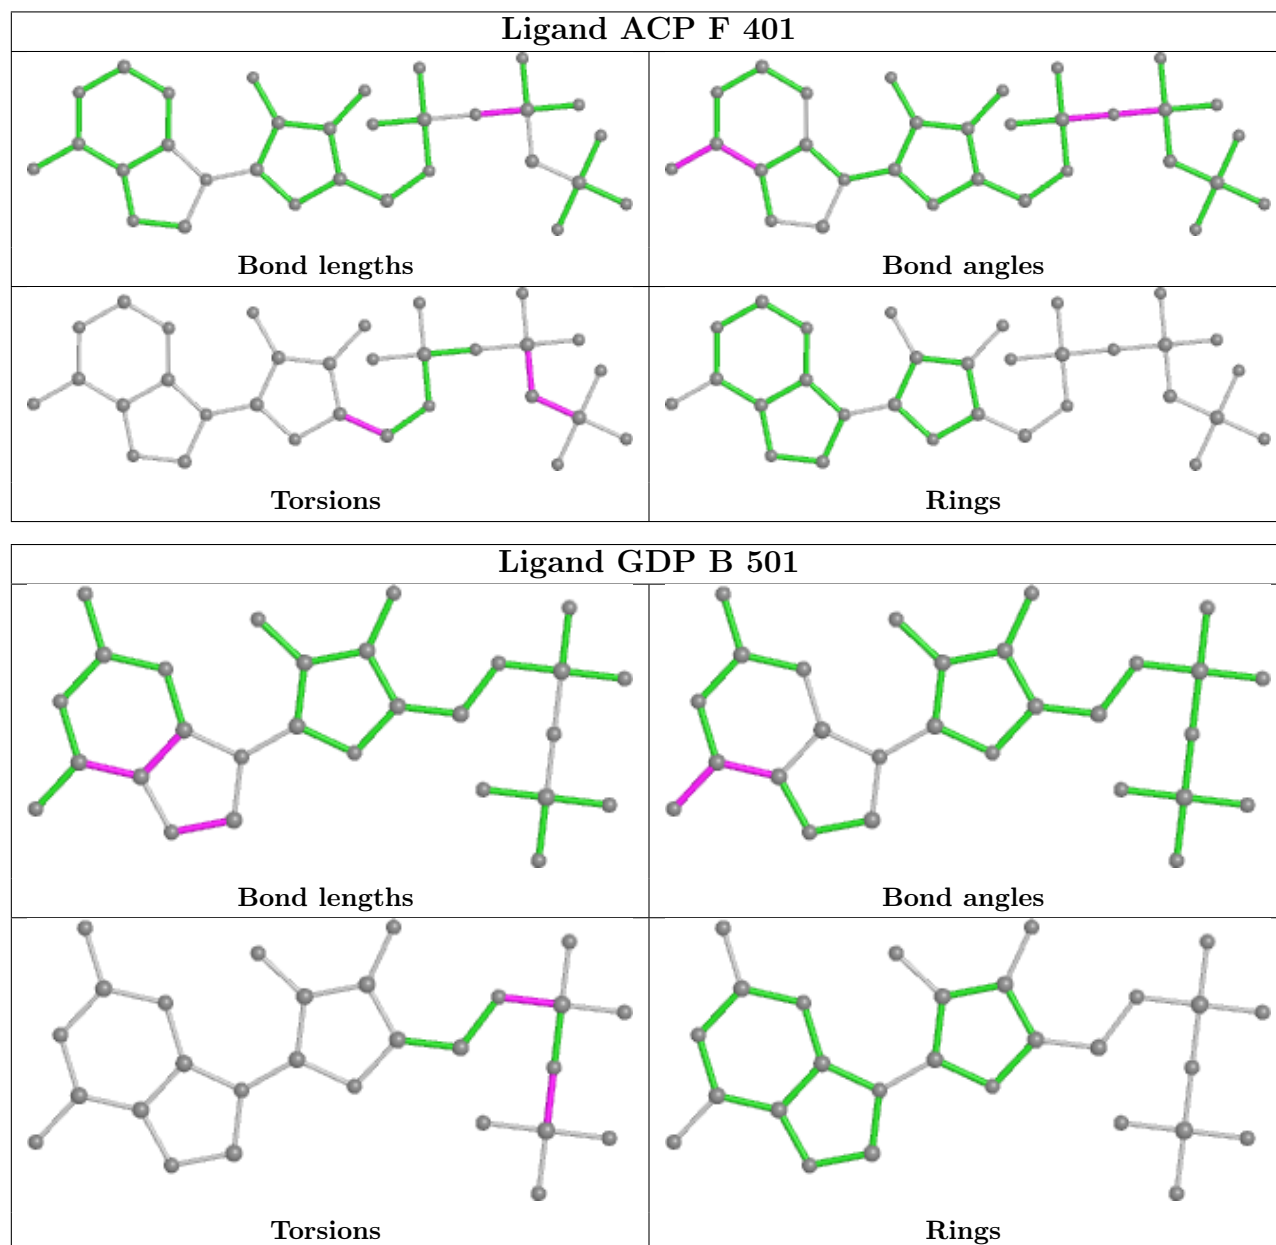 Ligand ACP F 401
Bond lengths
Bond angles
Torsions
Rings
Ligand GDP B 501
Bond lengths
Bond angles
Torsions
Rings